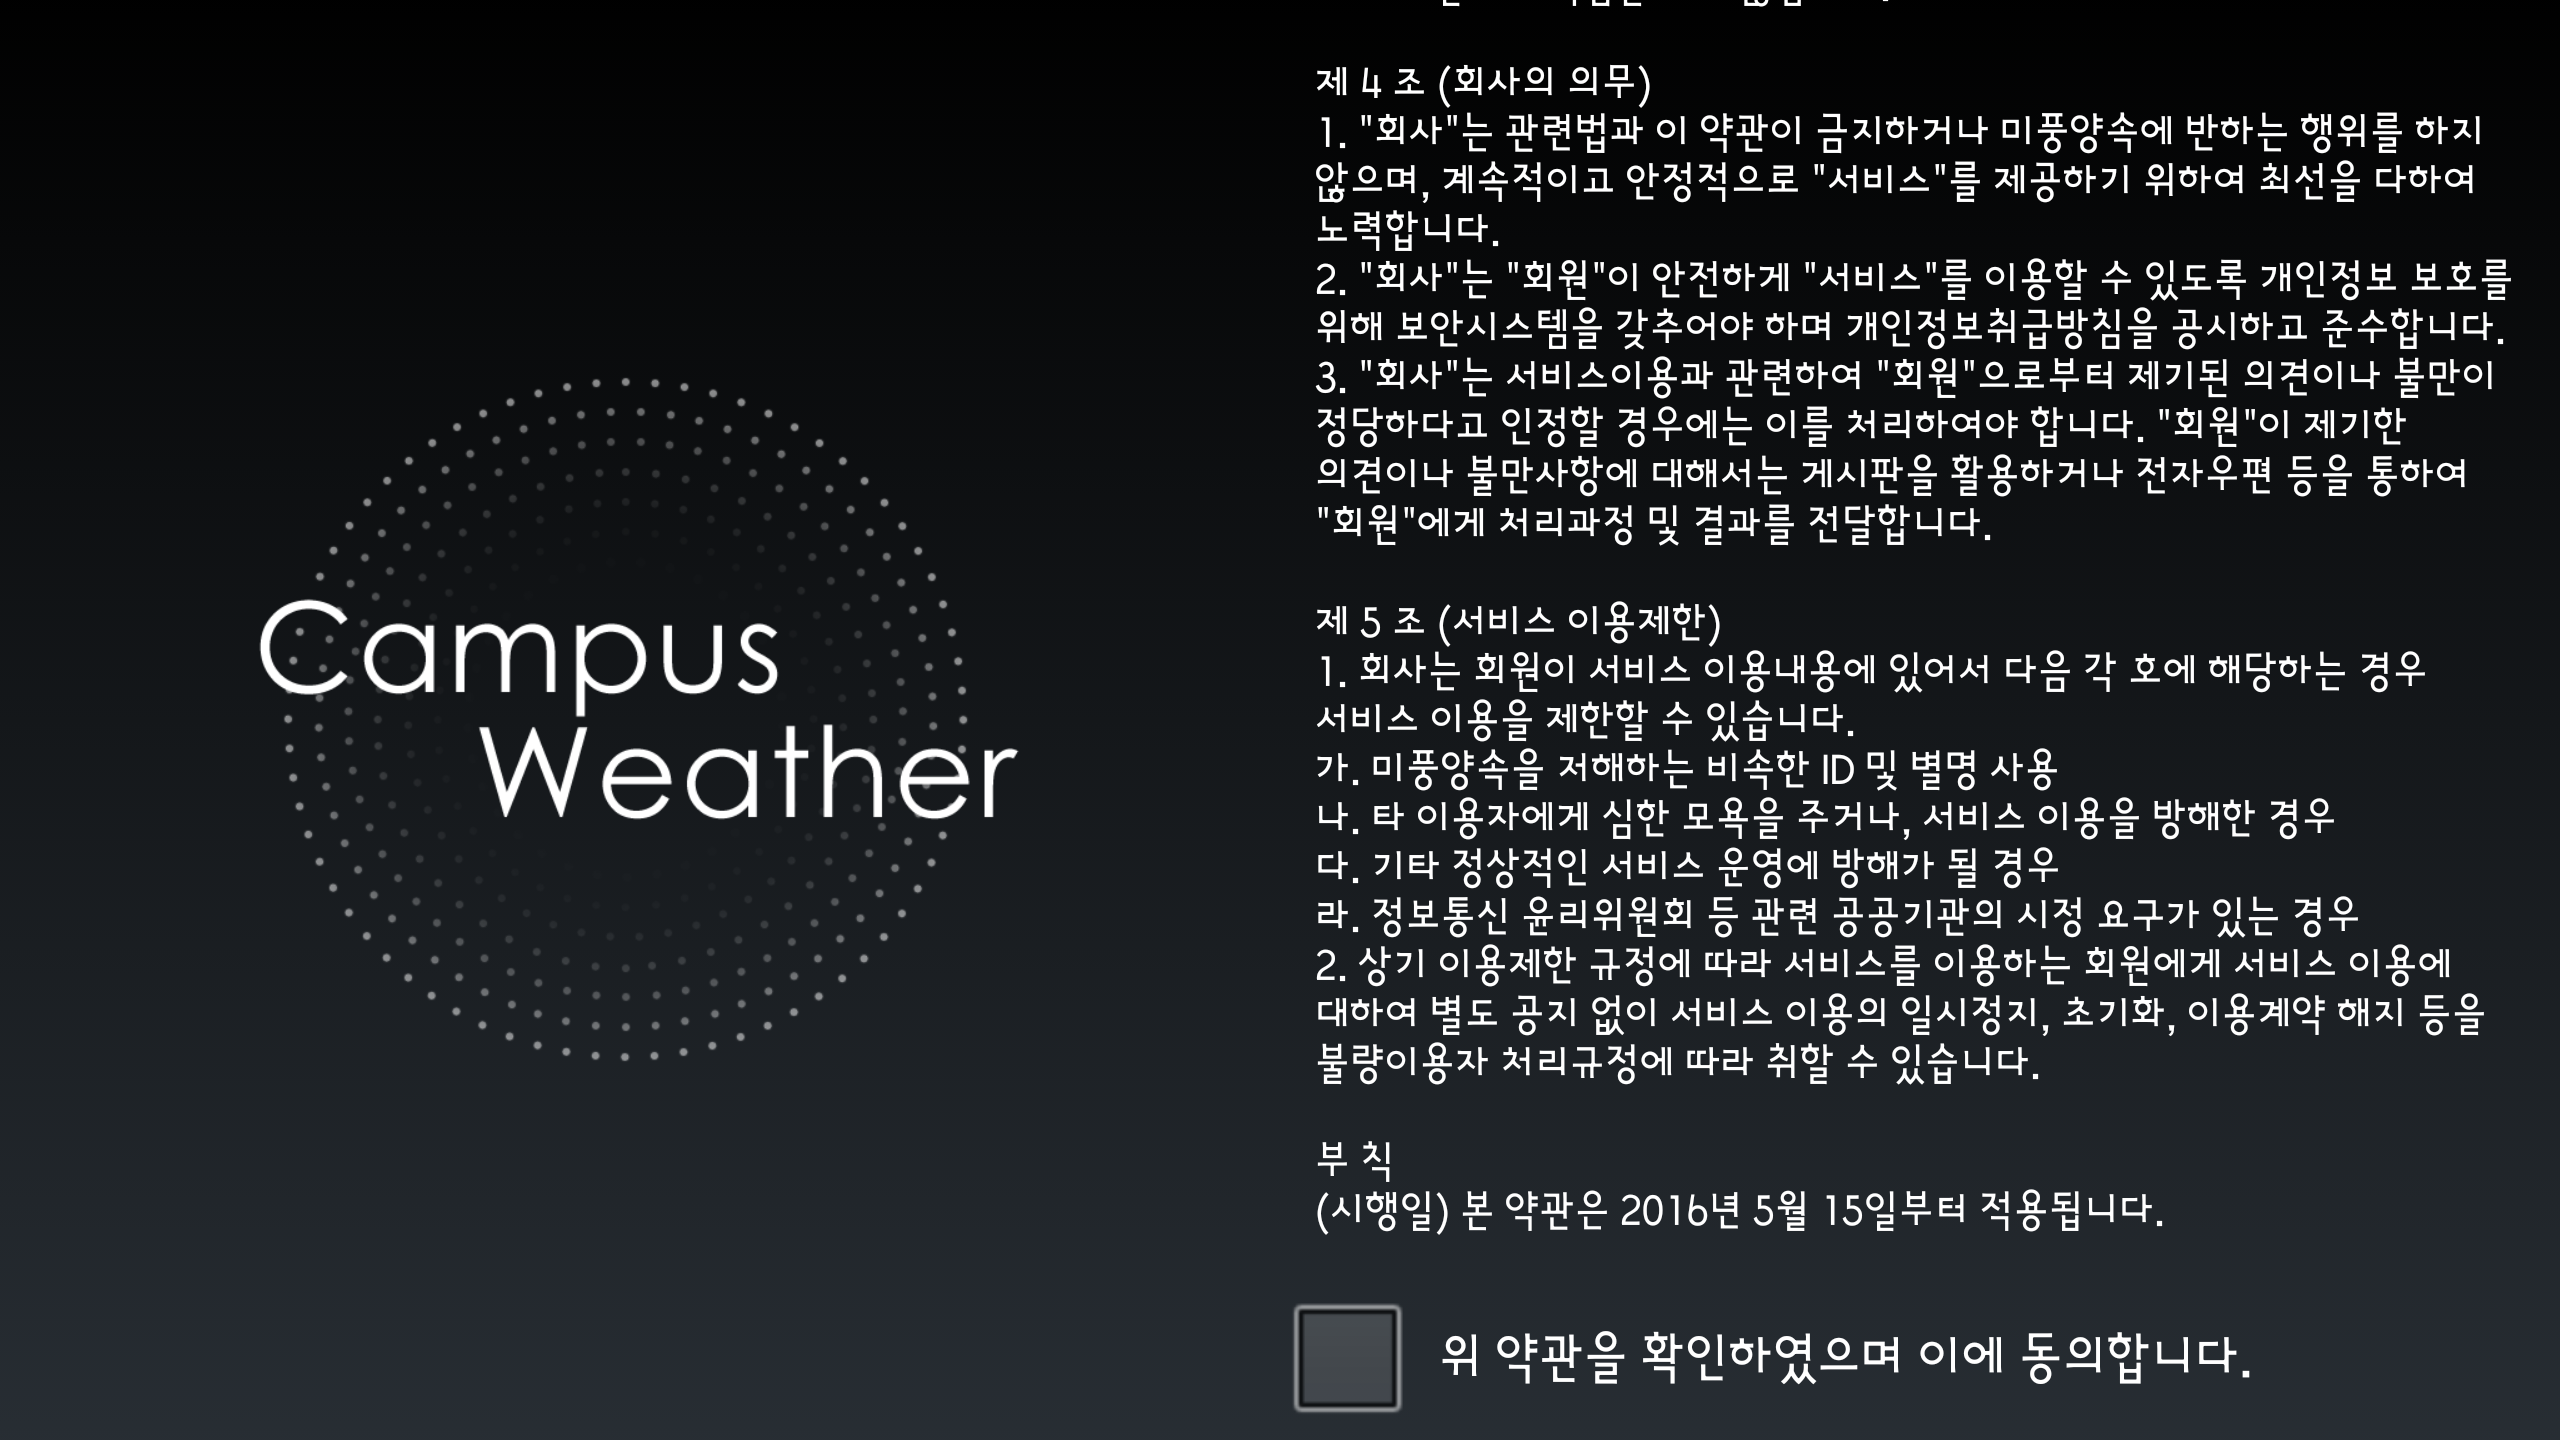 Campus
Weather
제 4 조 (회사의 의무)
1. "회사"는 관련법과 이 약관이 금지하거나 미풍양속에 반하는 행위를 하지
않으며, 계속적이고 안정적으로 "서비스"를 제공하기 위하여 최선을 다하여
노력합니다.
2. "회사"는 "회원"이 안전하게 "서비스"를 이용할 수 있도록 개인정보 보호를
위해 보안시스템을 갖추어야 하며 개인정보취급방침을 공시하고 준수합니다.
3. "회사"는 서비스이용과 관련하여 "회원"으로부터 제기된 의견이나 불만이
정당하다고 인정할 경우에는 이를 처리하여야 합니다. "회원"이 제기한
의견이나 불만사항에 대해서는 게시판을 활용하거나 전자우편 등을 통하여
"회원"에게 처리과정 및 결과를 전달합니다.
제 5 조 (서비스 이용제한)
1. 회사는 회원이 서비스 이용내용에 있어서 다음 각 호에 해당하는 경우
서비스 이용을 제한할 수 있습니다.
가. 미풍양속을 저해하는 비속한 ID 및 별명 사용
나. 타 이용자에게 심한 모욕을 주거나, 서비스 이용을 방해한 경우
다. 기타 정상적인 서비스 운영에 방해가 될 경우
라. 정보통신 윤리위원회 등 관련 공공기관의 시정 요구가 있는 경우
2. 상기 이용제한 규정에 따라 서비스를 이용하는 회원에게 서비스 이용에
대하여 별도 공지 없이 서비스 이용의 일시정지, 초기화, 이용계약 해지 등을
불량이용자 처리규정에 따라 취할 수 있습니다.
부 칙
(시행일) 본 약관은 2016년 5월 15일부텨 적용됩니다.
위 약관을 확인하였으며 이에 동의합니다.